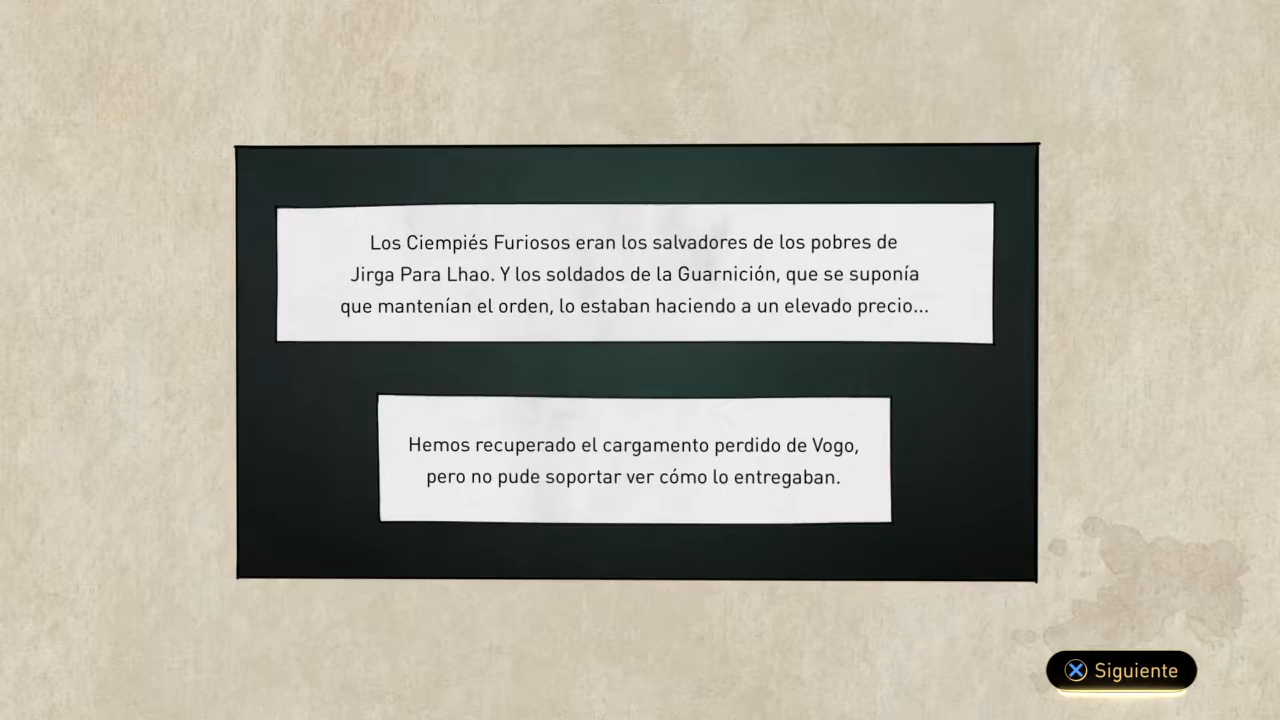 Los Ciempiés Furiosos eran los salvadores de los pobres de
Jirga Para Lhao. Y los soldados de la Guarnición, que se suponía
que mantenían el orden, lo estaban haciendo a un elevado precio...
Hemos recuperado el cargamento perdido de Vogo,
pero no pude soportar ver cómo lo entregaban.
Siguiente